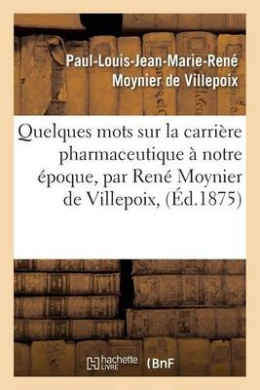 Paul-Louis-Jean-Marie-René
Moynier de Villepoix
Quelques mots sur la carrière
pharmaceutique à notre
époque, par René Moynier de
Villepoix, (Éd.1875)
hachette
LIVRE
{BnF